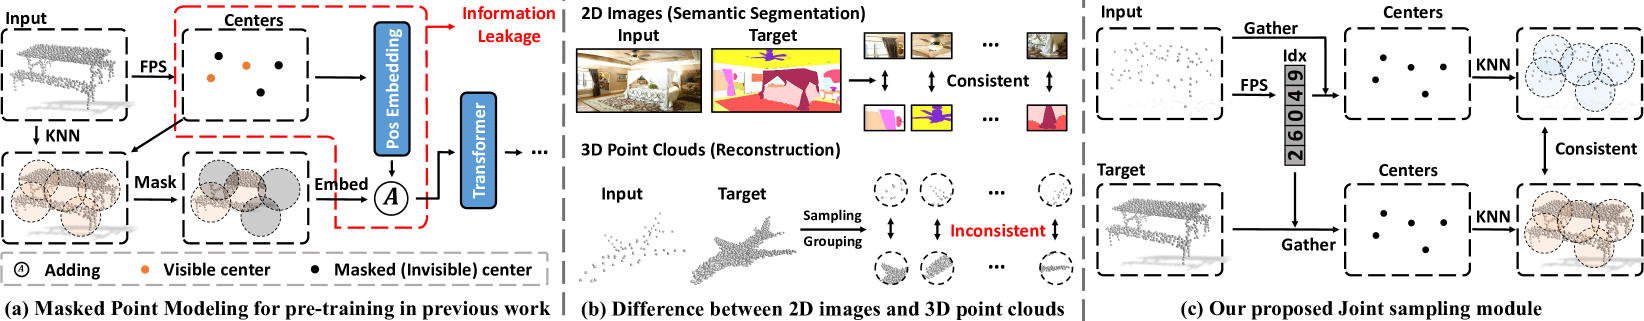 Input
Centers
FPS
KNN
Mask
Embed
Pos Embedding
A
Transformer
...
Information
Leakage
A Adding
Visible center
Masked (Invisible) center
(a) Masked Point Modeling for pre-training in previous work
2D Images (Semantic Segmentation)
Input
Target
...
Consistent
...
3D Point Clouds (Reconstruction)
Input
Target
Sampling
Grouping
...
Inconsistent
...
(b) Difference between 2D images and 3D point clouds
Input
Gather
FPS
Idx
2 6 0 4 9
Centers
KNN
Consistent
Target
Gather
Centers
KNN
(c) Our proposed Joint sampling module